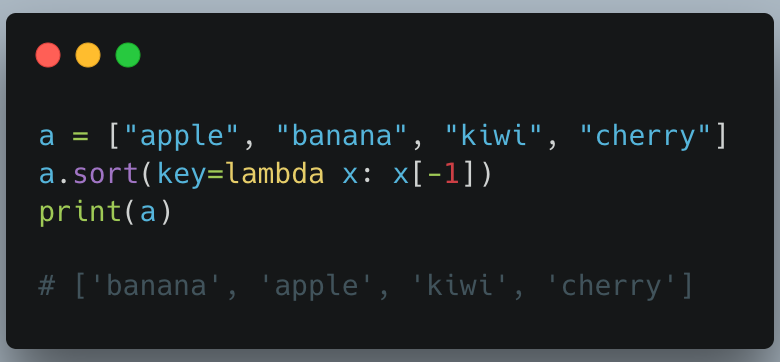 a = ["apple", "banana", "kiwi", "cherry"]
a.sort(key=lambda x: x[-1])
print(a)
# ['banana', 'apple', 'kiwi', 'cherry']